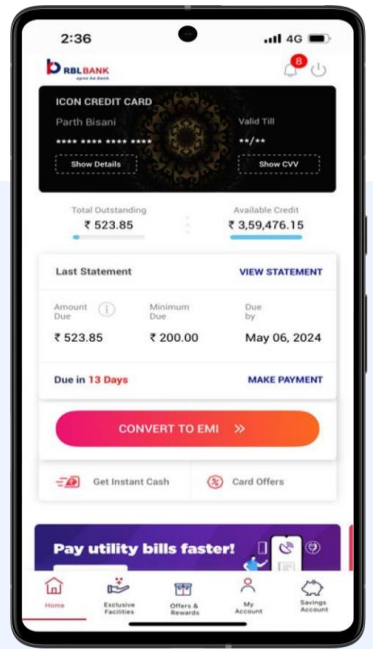 2:36 4G
RBLBANK
apno ka bank
8
ICON CREDIT CARD
Parth Bisani Valid Till
**** **** **** **** **/**
Show Details Show CVV
Total Outstanding Available Credit
₹ 523.85 ₹ 3,59,476.15
Last Statement VIEW STATEMENT
Amount Due i Minimum Due Due by
₹ 523.85 ₹ 200.00 May 06, 2024
Due in 13 Days MAKE PAYMENT
CONVERT TO EMI >>
Get Instant Cash Card Offers
Pay utility bills faster!
Home Exclusive Facilities Offers & Rewards My Account Savings Account